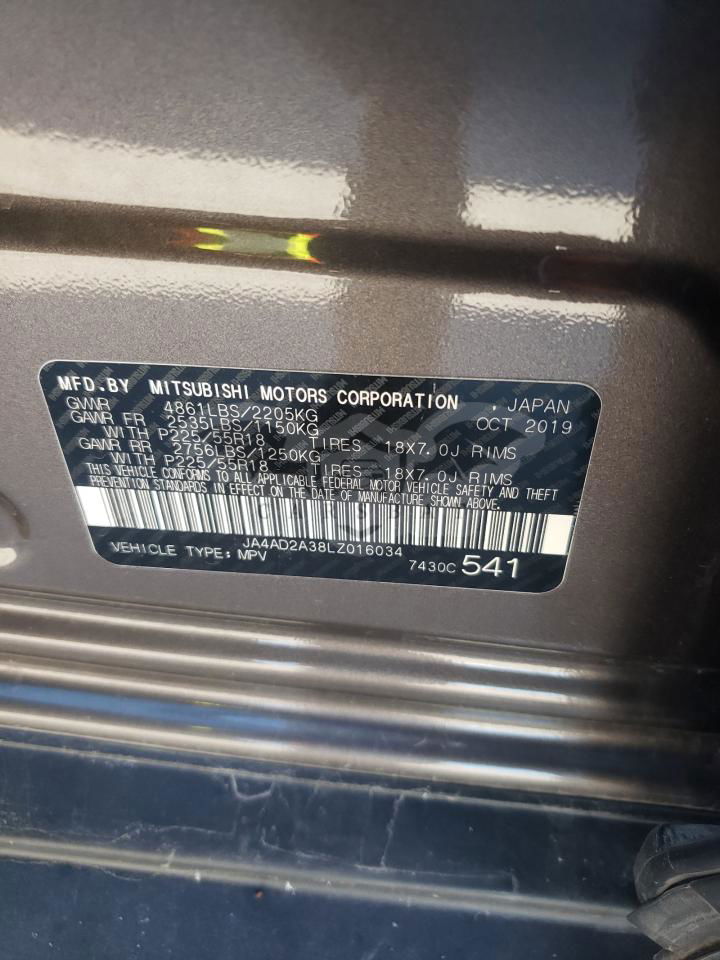 MFD.BY MITSUBISHI MOTORS CORPORATION , JAPAN
GVWR 4861LBS/2205KG OCT 2019
GAWR FR 2535LBS/1150KG
WITH P225/55R18 TIRES 18X7.0J RIMS
GAWR RR 2756LBS/1250KG
WITH P225/55R18 TIRES 18X7.0J RIMS
THIS VEHICLE CONFORMS TO ALL APPLICABLE FEDERAL MOTOR VEHICLE SAFETY AND THEFT
PREVENTION STANDARDS IN EFFECT ON THE DATE OF MANUFACTURE SHOWN ABOVE.
JA4AD2A38LZ016034
VEHICLE TYPE: MPV 7430C 541